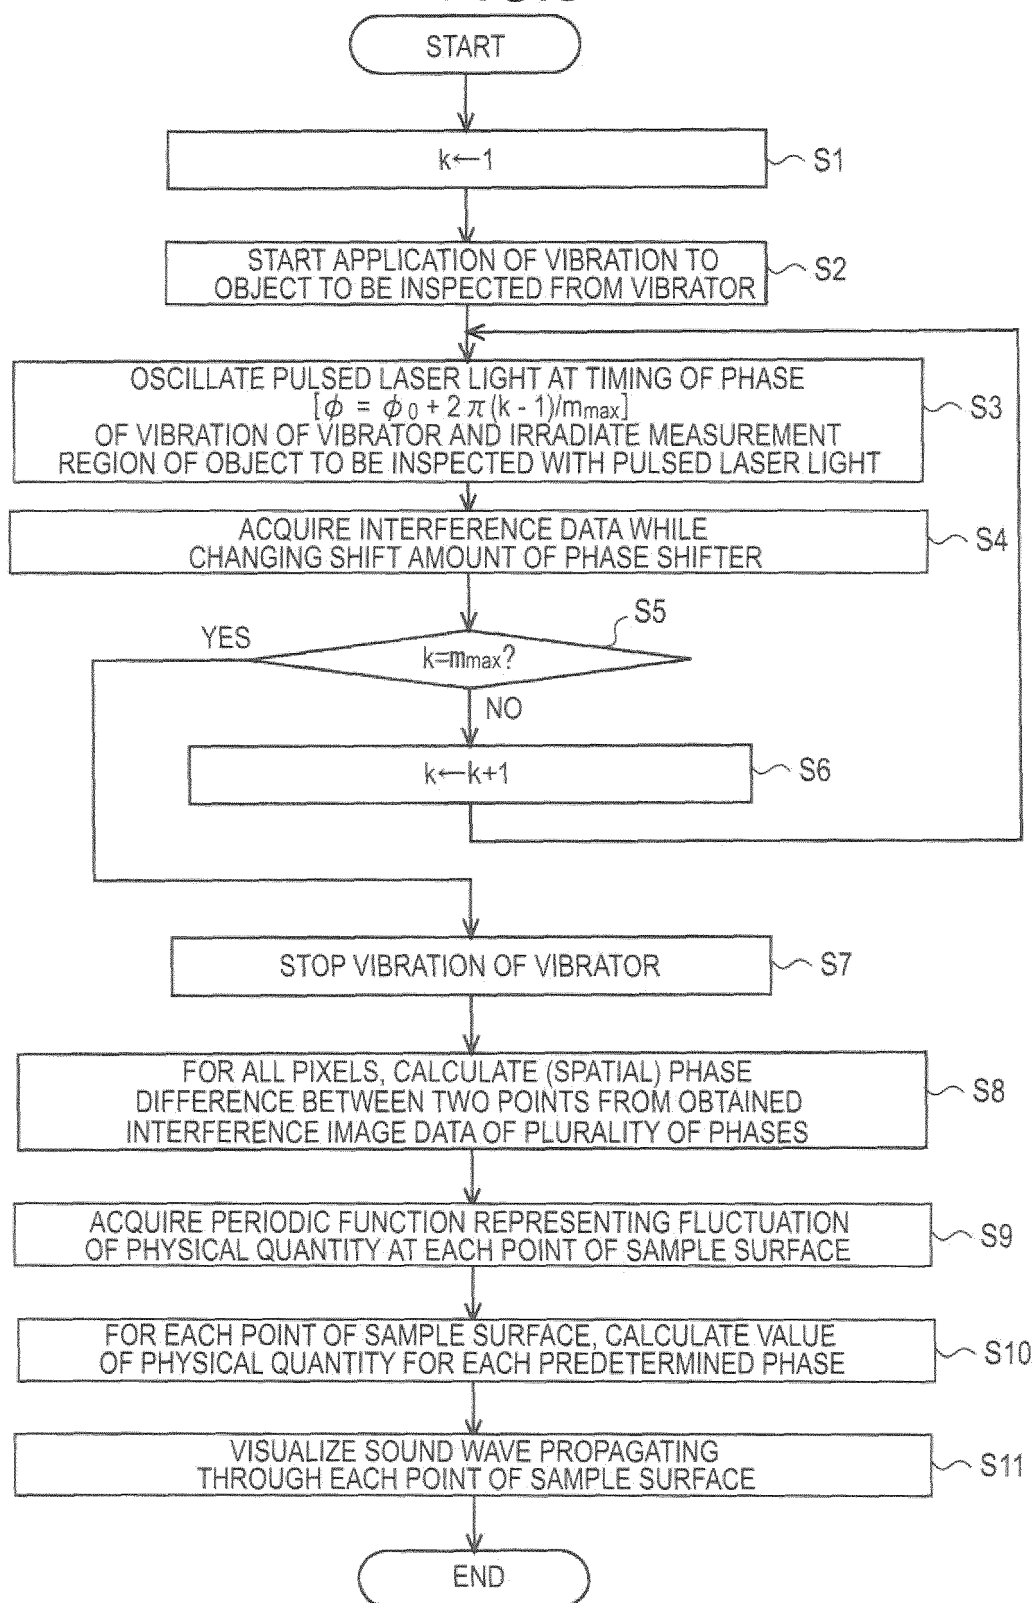 START
k←1
S1
START APPLICATION OF VIBRATION TO
OBJECT TO BE INSPECTED FROM VIBRATOR
S2
OSCILLATE PULSED LASER LIGHT AT TIMING OF PHASE
[ϕ = ϕ0 + 2π(k - 1)/mmax]
OF VIBRATION OF VIBRATOR AND IRRADIATE MEASUREMENT
REGION OF OBJECT TO BE INSPECTED WITH PULSED LASER LIGHT
S3
ACQUIRE INTERFERENCE DATA WHILE
CHANGING SHIFT AMOUNT OF PHASE SHIFTER
S4
S5
YES
k=mmax?
NO
k←k+1
S6
STOP VIBRATION OF VIBRATOR
S7
FOR ALL PIXELS, CALCULATE (SPATIAL) PHASE
DIFFERENCE BETWEEN TWO POINTS FROM OBTAINED
INTERFERENCE IMAGE DATA OF PLURALITY OF PHASES
S8
ACQUIRE PERIODIC FUNCTION REPRESENTING FLUCTUATION
OF PHYSICAL QUANTITY AT EACH POINT OF SAMPLE SURFACE
S9
FOR EACH POINT OF SAMPLE SURFACE, CALCULATE VALUE
OF PHYSICAL QUANTITY FOR EACH PREDETERMINED PHASE
S10
VISUALIZE SOUND WAVE PROPAGATING
THROUGH EACH POINT OF SAMPLE SURFACE
S11
END